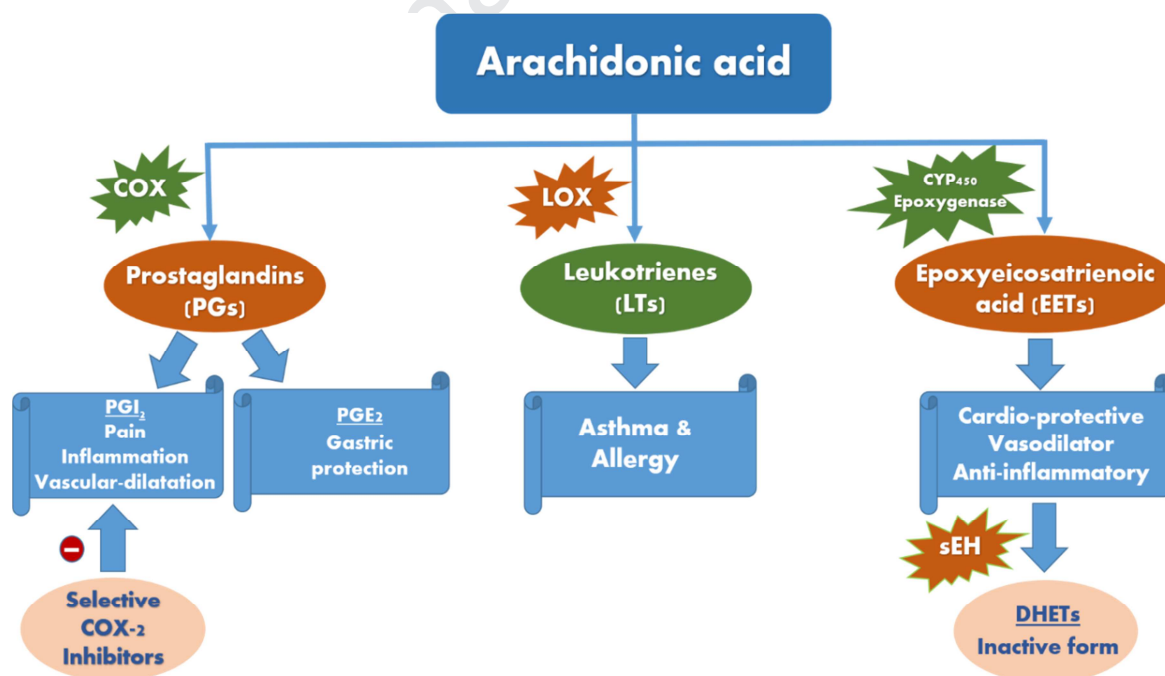 Arachidonic acid
COX
LOX
CYP₄₅₀
Epoxygenase
Prostaglandins
(PGs)
Leukotrienes
(LTs)
Epoxyeicosatrienoic
acid (EETs)
PGI₂
Pain
Inflammation
Vascular-dilatation
PGE₂
Gastric
protection
Asthma &
Allergy
Cardio-protective
Vasodilator
Anti-inflammatory
sEH
Selective
COX-2
Inhibitors
DHETs
Inactive form